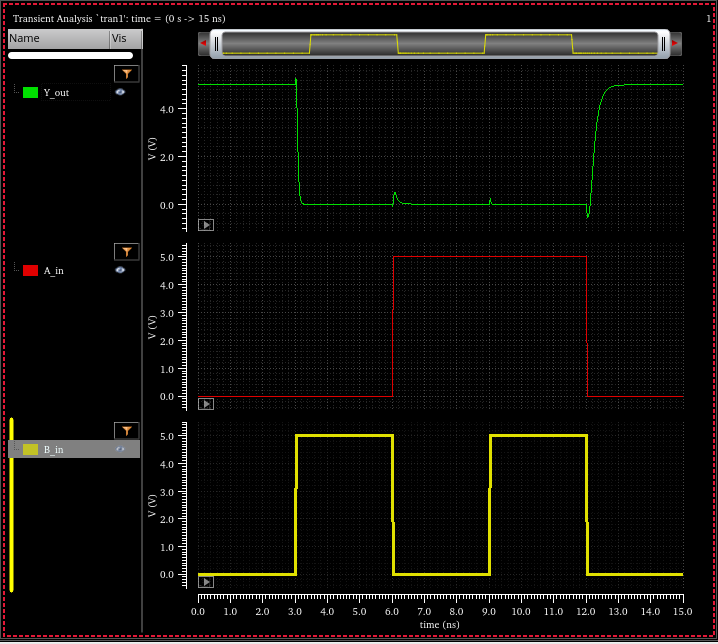 Transient Analysis `tran1': time = (0 s -> 15 ns) 1
Name Vis
Y_out
V (V)
4.0
2.0
0.0
A_in
V (V)
5.0
4.0
3.0
2.0
1.0
0.0
B_in
V (V)
5.0
4.0
3.0
2.0
1.0
0.0
0.0 1.0 2.0 3.0 4.0 5.0 6.0 7.0 8.0 9.0 10.0 11.0 12.0 13.0 14.0 15.0
time (ns)